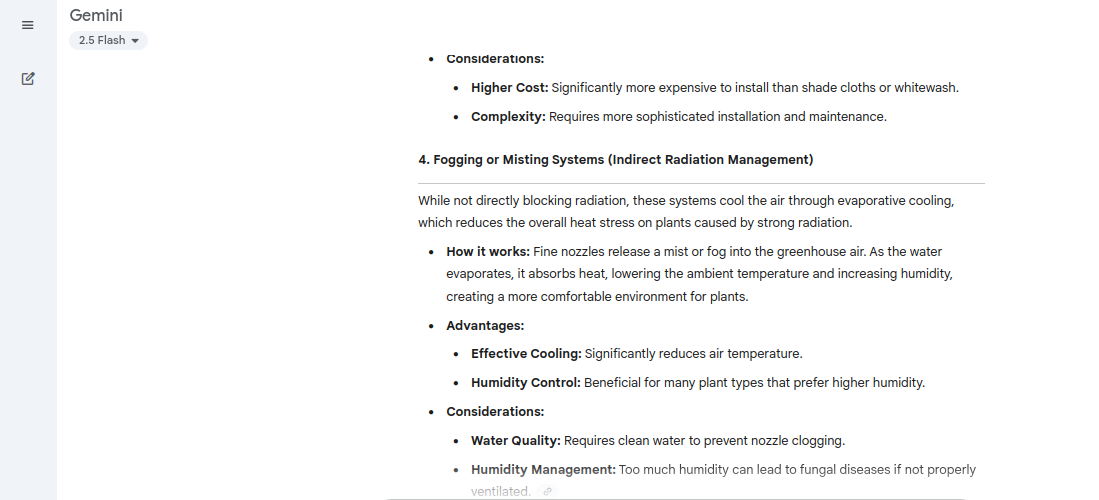 Gemini
2.5 Flash
Considerations:
Higher Cost: Significantly more expensive to install than shade cloths or whitewash.
Complexity: Requires more sophisticated installation and maintenance.
4. Fogging or Misting Systems (Indirect Radiation Management)
While not directly blocking radiation, these systems cool the air through evaporative cooling,
which reduces the overall heat stress on plants caused by strong radiation.
How it works: Fine nozzles release a mist or fog into the greenhouse air. As the water
evaporates, it absorbs heat, lowering the ambient temperature and increasing humidity,
creating a more comfortable environment for plants.
Advantages:
Effective Cooling: Significantly reduces air temperature.
Humidity Control: Beneficial for many plant types that prefer higher humidity.
Considerations:
Water Quality: Requires clean water to prevent nozzle clogging.
Humidity Management: Too much humidity can lead to fungal diseases if not properly
ventilated.